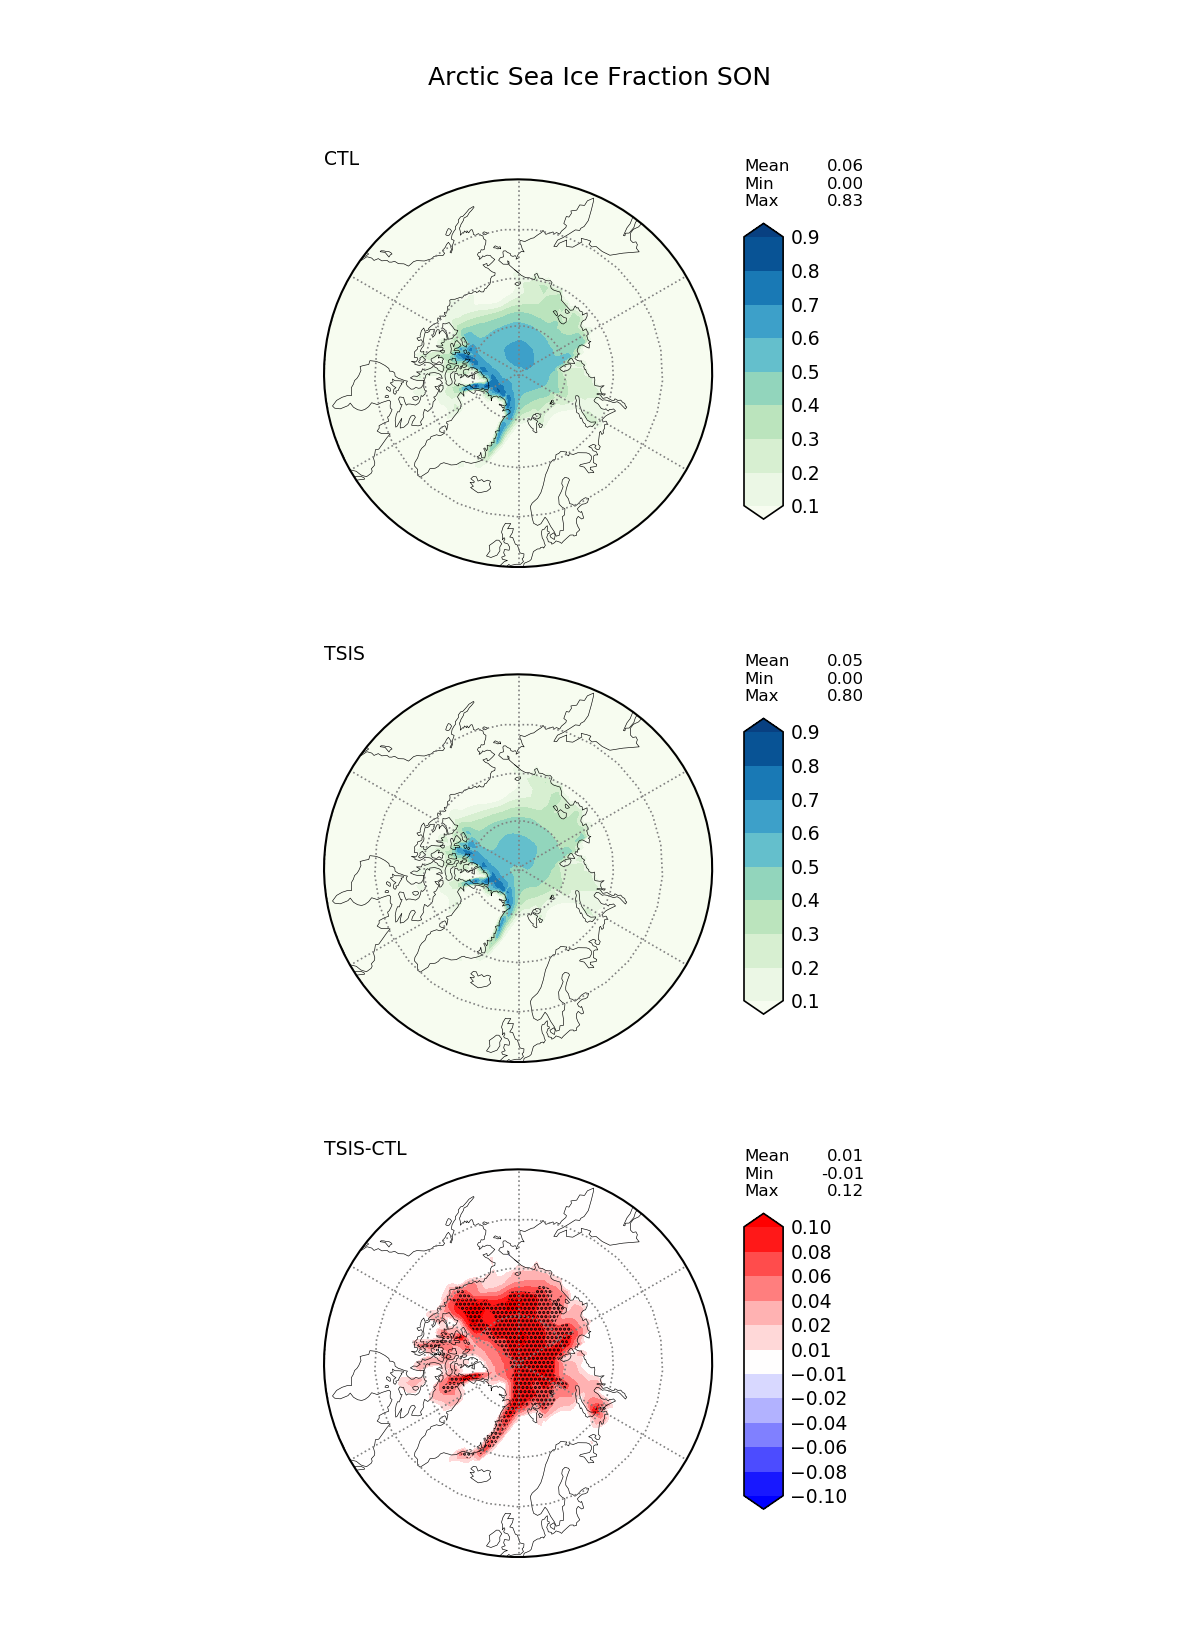 Arctic Sea Ice Fraction SON
CTL
Mean 0.06
Min 0.00
Max 0.83
0.9
0.8
0.7
0.6
0.5
0.4
0.3
0.2
0.1
TSIS
Mean 0.05
Min 0.00
Max 0.80
0.9
0.8
0.7
0.6
0.5
0.4
0.3
0.2
0.1
TSIS-CTL
Mean 0.01
Min -0.01
Max 0.12
0.10
0.08
0.06
0.04
0.02
0.01
−0.01
−0.02
−0.04
−0.06
−0.08
−0.10